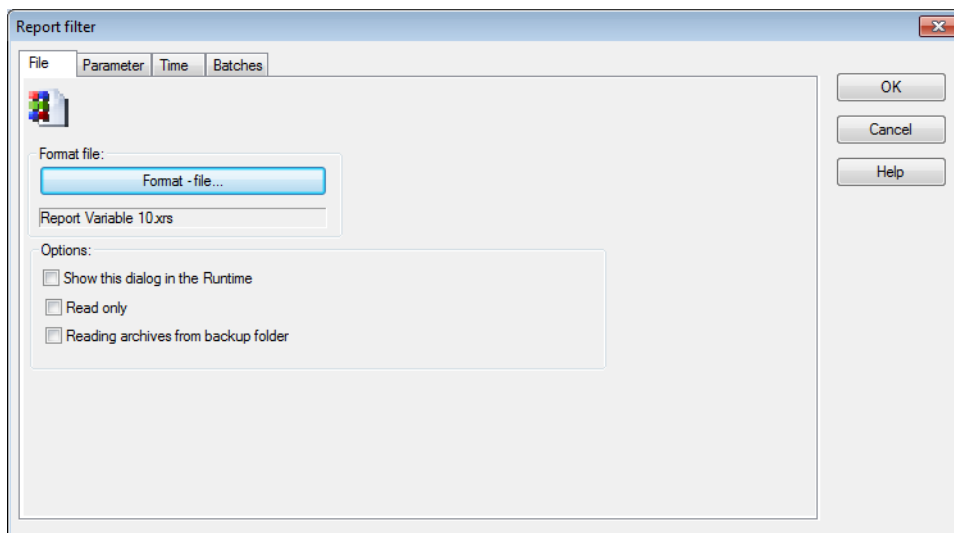 Report filter
File Parameter Time Batches
OK
Cancel
Help
Format file:
Format - file...
Report Variable 10.xrs
Options:
Show this dialog in the Runtime
Read only
Reading archives from backup folder